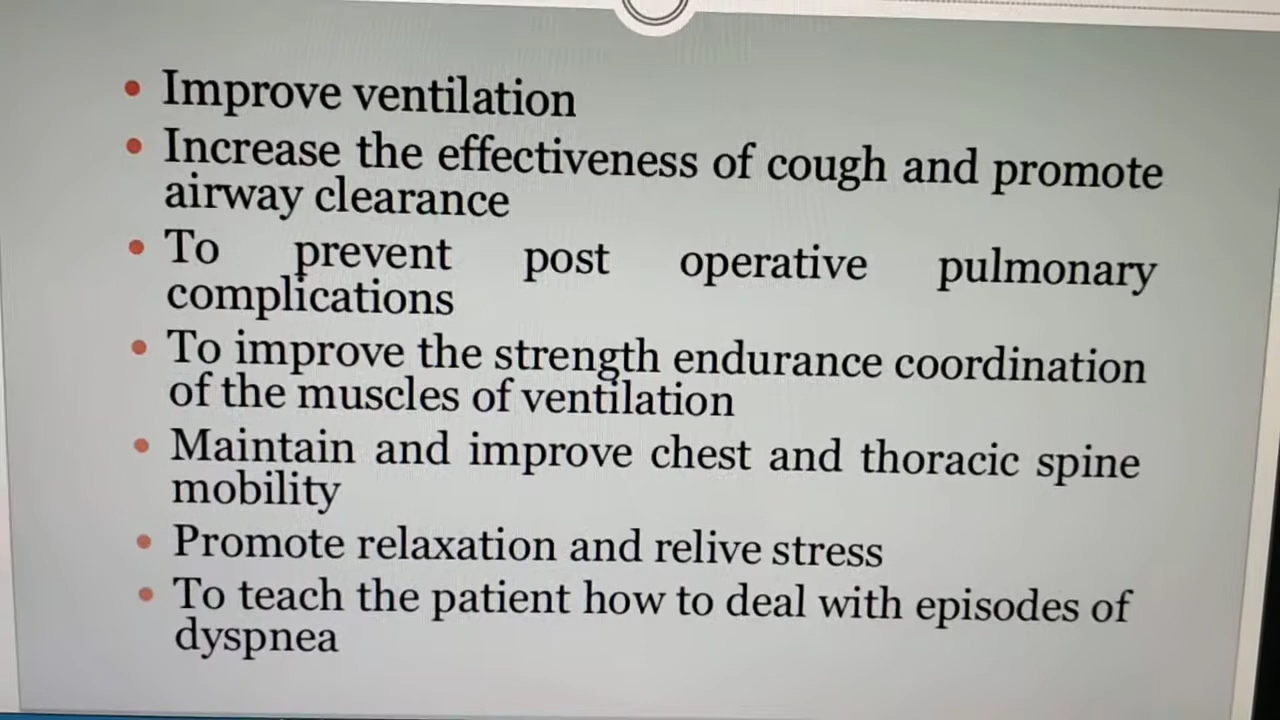 • Improve ventilation
• Increase the effectiveness of cough and promote
airway clearance
• To prevent post operative pulmonary
complications
• To improve the strength endurance coordination
of the muscles of ventilation
• Maintain and improve chest and thoracic spine
mobility
• Promote relaxation and relive stress
• To teach the patient how to deal with episodes of
dyspnea